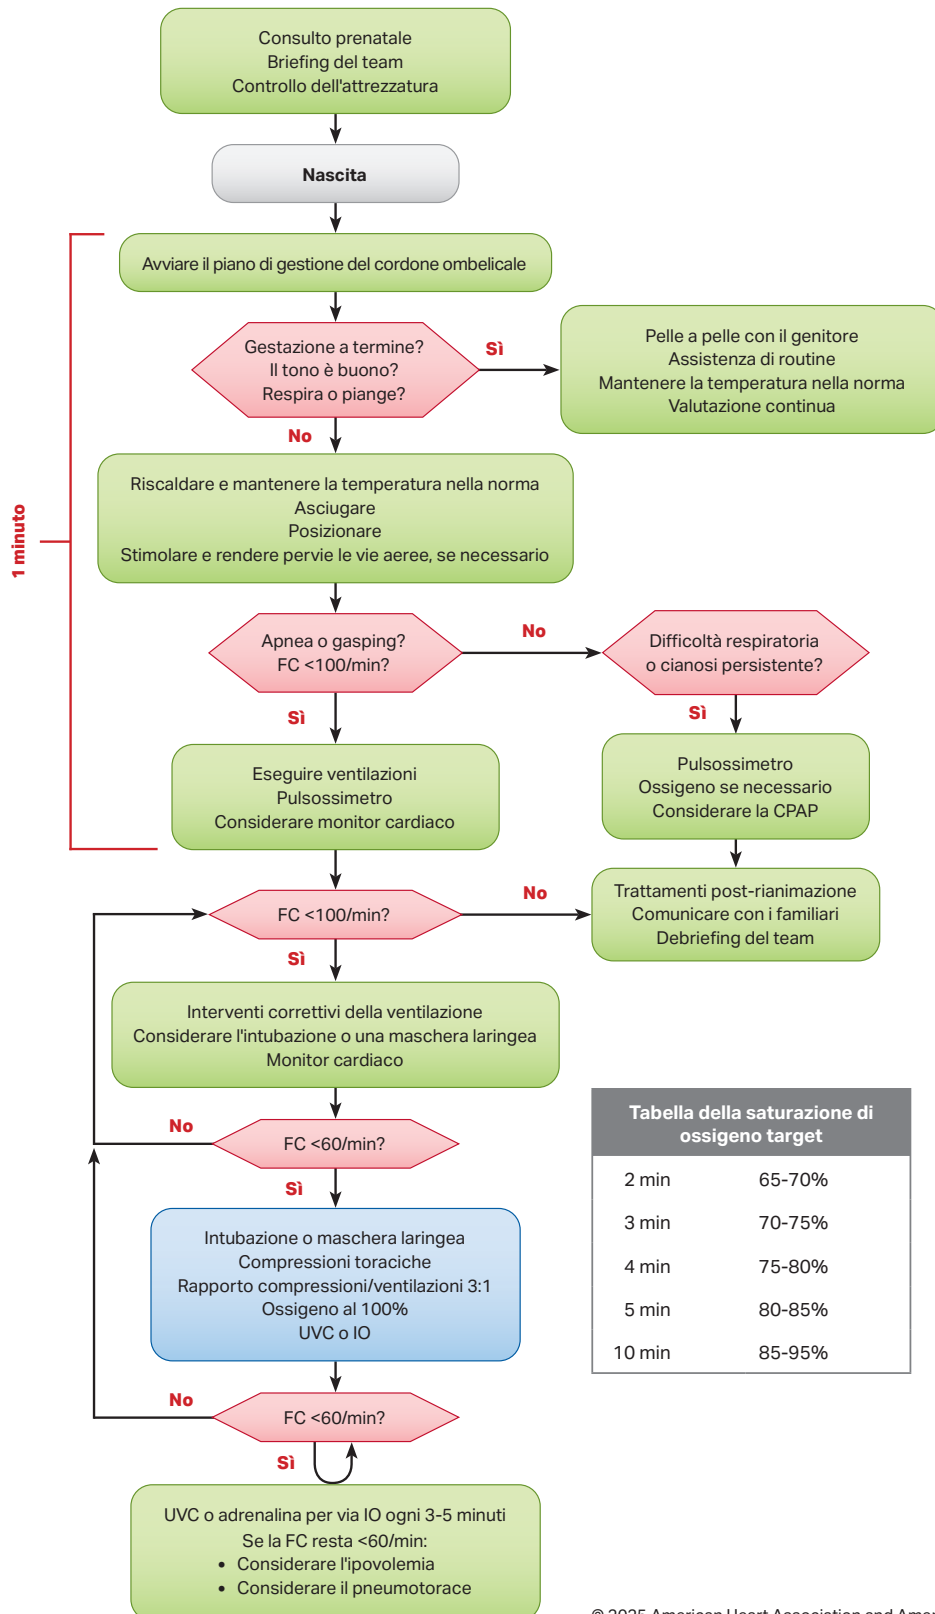 Consulto prenatale
Briefing del team
Controllo dell'attrezzatura
Nascita
Avviare il piano di gestione del cordone ombelicale
Gestazione a termine?
Il tono è buono?
Respira o piange?
Sì
Pelle a pelle con il genitore
Assistenza di routine
Mantenere la temperatura nella norma
Valutazione continua
No
1 minuto
Riscaldare e mantenere la temperatura nella norma
Asciugare
Posizionare
Stimolare e rendere pervie le vie aeree, se necessario
Apnea o gasping?
FC <100/min?
No
Difficoltà respiratoria
o cianosi persistente?
Sì
Sì
Eseguire ventilazioni
Pulsossimetro
Considerare monitor cardiaco
Pulsossimetro
Ossigeno se necessario
Considerare la CPAP
FC <100/min?
No
Trattamenti post-rianimazione
Comunicare con i familiari
Debriefing del team
Sì
Interventi correttivi della ventilazione
Considerare l'intubazione o una maschera laringea
Monitor cardiaco
No
FC <60/min?
Sì
Intubazione o maschera laringea
Compressioni toraciche
Rapporto compressioni/ventilazioni 3:1
Ossigeno al 100%
UVC o IO
No
FC <60/min?
Sì
UVC o adrenalina per via IO ogni 3-5 minuti
Se la FC resta <60/min:
• Considerare l'ipovolemia
• Considerare il pneumotorace
Tabella della saturazione di
ossigeno target
2 min 65-70%
3 min 70-75%
4 min 75-80%
5 min 80-85%
10 min 85-95%